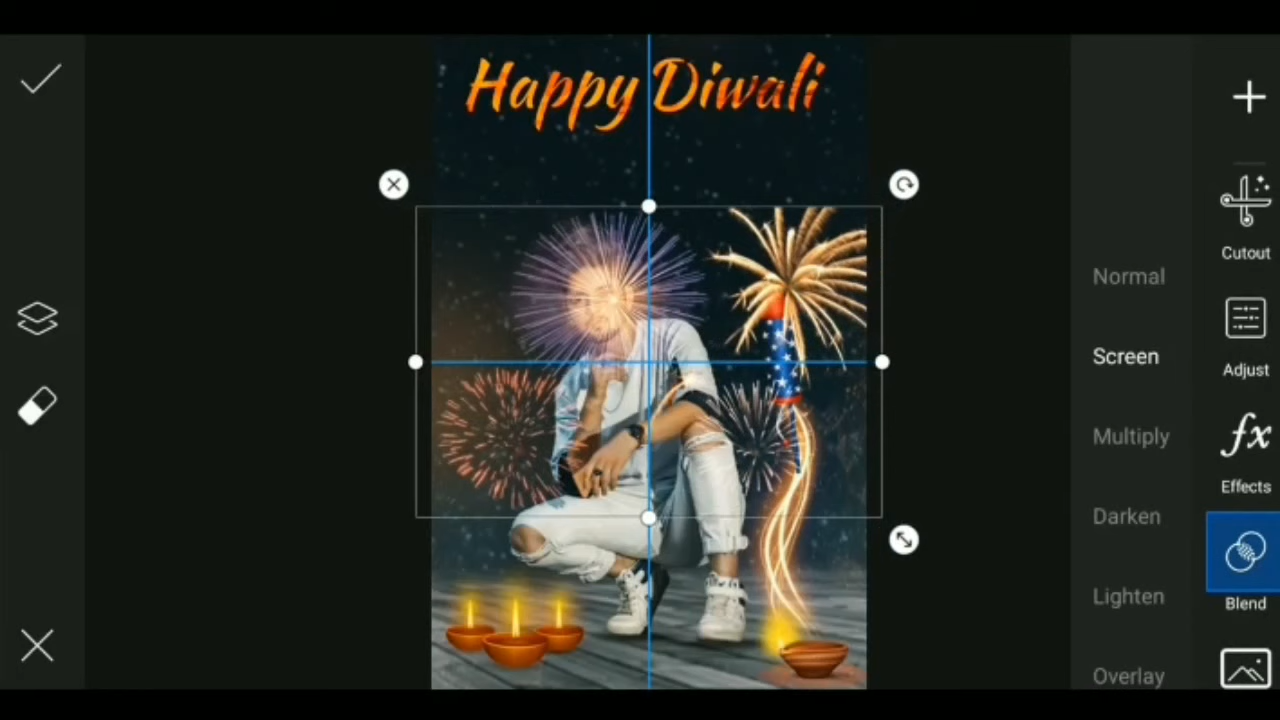 Happy Diwali
Normal
Screen
Multiply
Darken
Lighten
Overlay
Cutout
Adjust
fx
Effects
Blend